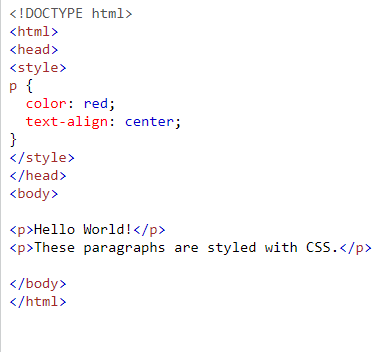 <!DOCTYPE html>
<html>
<head>
<style>
p {
  color: red;
  text-align: center;
}
</style>
</head>
<body>

<p>Hello World!</p>
<p>These paragraphs are styled with CSS.</p>

</body>
</html>